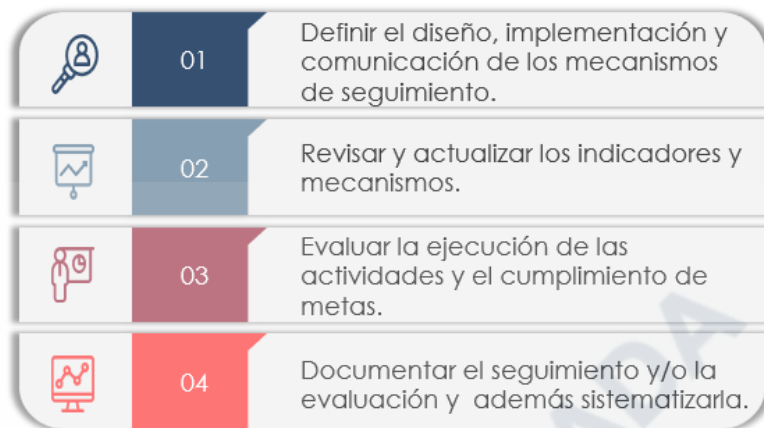 01
Definir el diseño, implementación y
comunicación de los mecanismos
de seguimiento.
02
Revisar y actualizar los indicadores y
mecanismos.
03
Evaluar la ejecución de las
actividades y el cumplimiento de
metas.
04
Documentar el seguimiento y/o la
evaluación y  además sistematizarla.